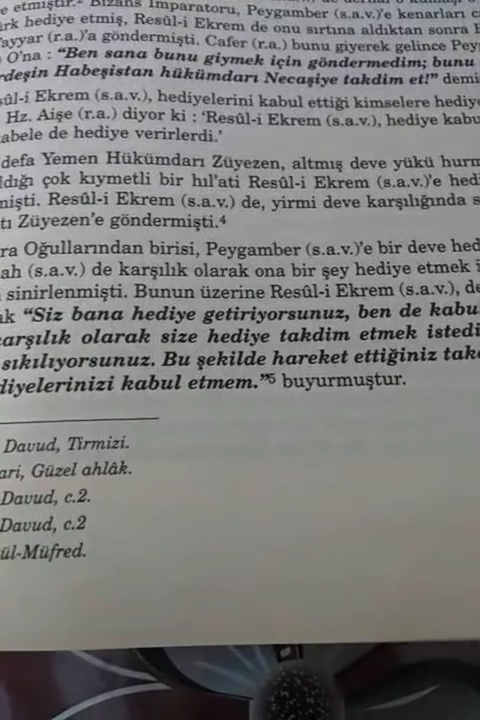 etmiştir.² Bizans İmparatoru, Peygamber (s.a.v.)'e kenarları
hediye etmiş, Resûl-i Ekrem de onu sırtına aldıktan sonra
ayyar (r.a.)'a göndermişti. Cafer (r.a.) bunu giyerek gelince Pey
O'na : "Ben sana bunu giymek için göndermedim; bunu
rdeşin Habeşistan hükümdarı Necaşiye takdim et!" demi
sûl-i Ekrem (s.a.v.), hediyelerini kabul ettiği kimselere hediye
Hz. Aişe (r.a.) diyor ki : 'Resûl-i Ekrem (s.a.v.), hediye kabu
abele de hediye verirlerdi.'
defa Yemen Hükümdarı Züyezen, altmış deve yükü hurm
ldığı çok kıymetli bir hıl'ati Resûl-i Ekrem (s.a.v.)'e hed
mişti. Resûl-i Ekrem (s.a.v.) de, yirmi deve karşılığında s
tı Züyezen'e göndermişti.⁴
ra Oğullarından birisi, Peygamber (s.a.v.)'e bir deve hed
ah (s.a.v.) de karşılık olarak ona bir şey hediye etmek i
sinirlenmişti. Bunun üzerine Resûl-i Ekrem (s.a.v.), de
ak "Siz bana hediye getiriyorsunuz, ben de kabu
karşılık olarak size hediye takdim etmek istedi
sıkılıyorsunuz. Bu şekilde hareket ettiğiniz takd
diyelerinizi kabul etmem."⁵ buyurmuştur.
Davud, Tirmizi.
ari, Güzel ahlâk.
Davud, c.2.
Davud, c.2
ül-Müfred.